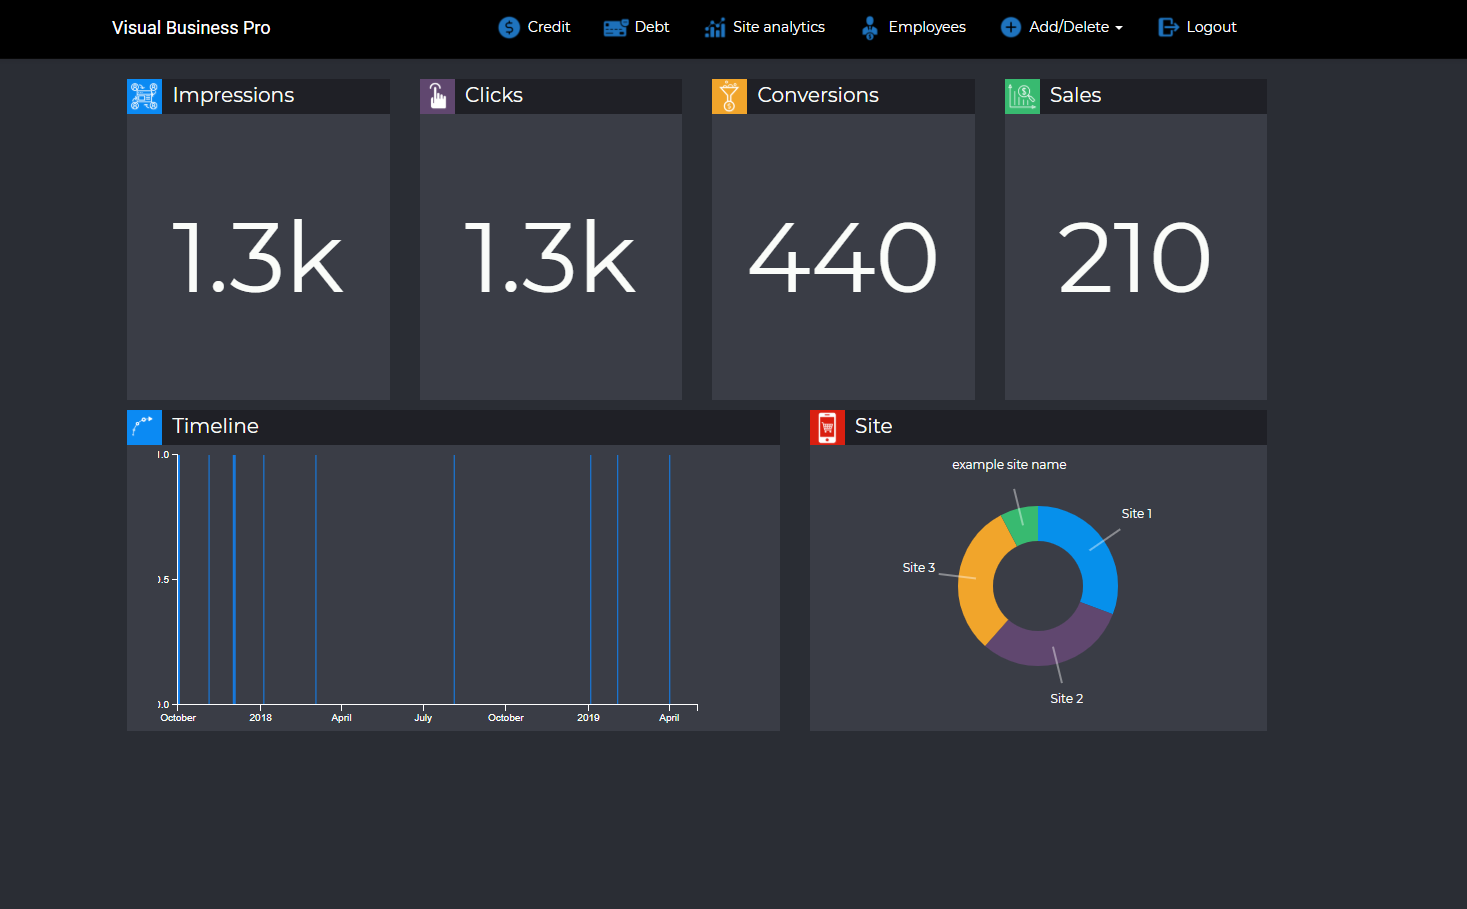 Visual Business Pro
Credit
Debt
Site analytics
Employees
Add/Delete
Logout
Impressions
Clicks
Conversions
Sales
1.3k
1.3k
440
210
Timeline
Site
1.0
0.5
0.0
October 2018 April July October 2019 April
example site name
Site 1
Site 3
Site 2